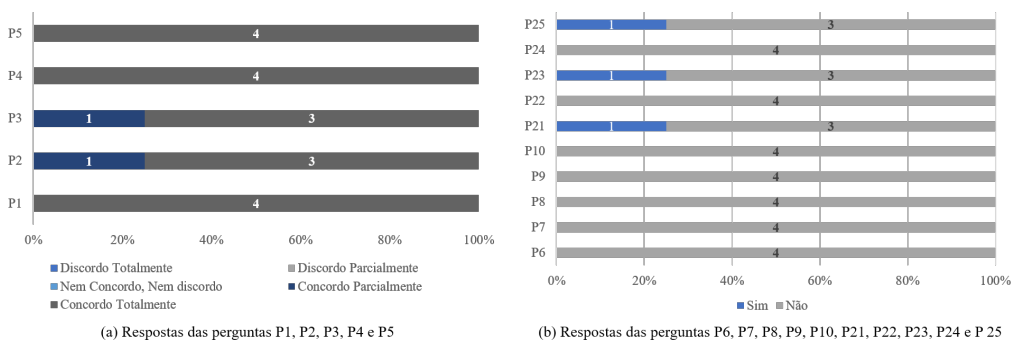 P5 4
P4 4
P3 1 3
P2 1 3
P1 4
0% 20% 40% 60% 80% 100%
Discordo Totalmente Discordo Parcialmente
Nem Concordo, Nem discordo Concordo Parcialmente
Concordo Totalmente
(a) Respostas das perguntas P1, P2, P3, P4 e P5
P25 1 3
P24 4
P23 1 3
P22 4
P21 1 3
P10 4
P9 4
P8 4
P7 4
P6 4
0% 20% 40% 60% 80% 100%
Sim Não
(b) Respostas das perguntas P6, P7, P8, P9, P10, P21, P22, P23, P24 e P 25